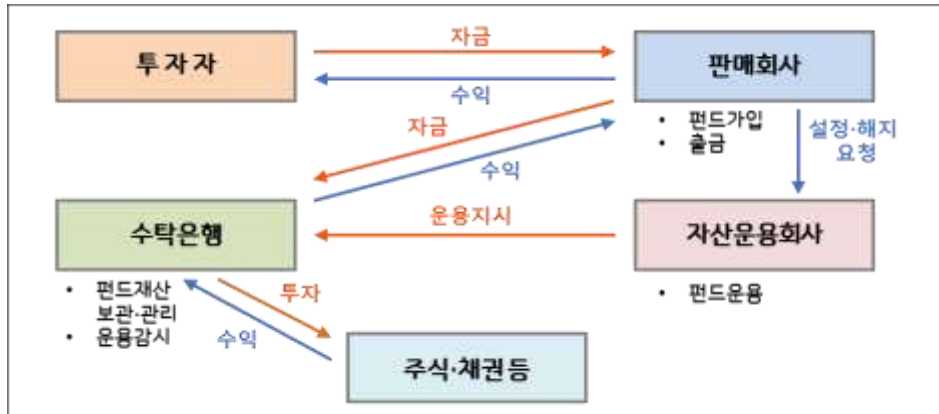 투 자 자
자금
수익
판매회사
• 펀드가입
• 출금
자금
수익
설정·해지
요청
수탁은행
운용지시
자산운용회사
• 펀드재산
보관·관리
• 운용감시
투자
수익
• 펀드운용
주식·채권 등